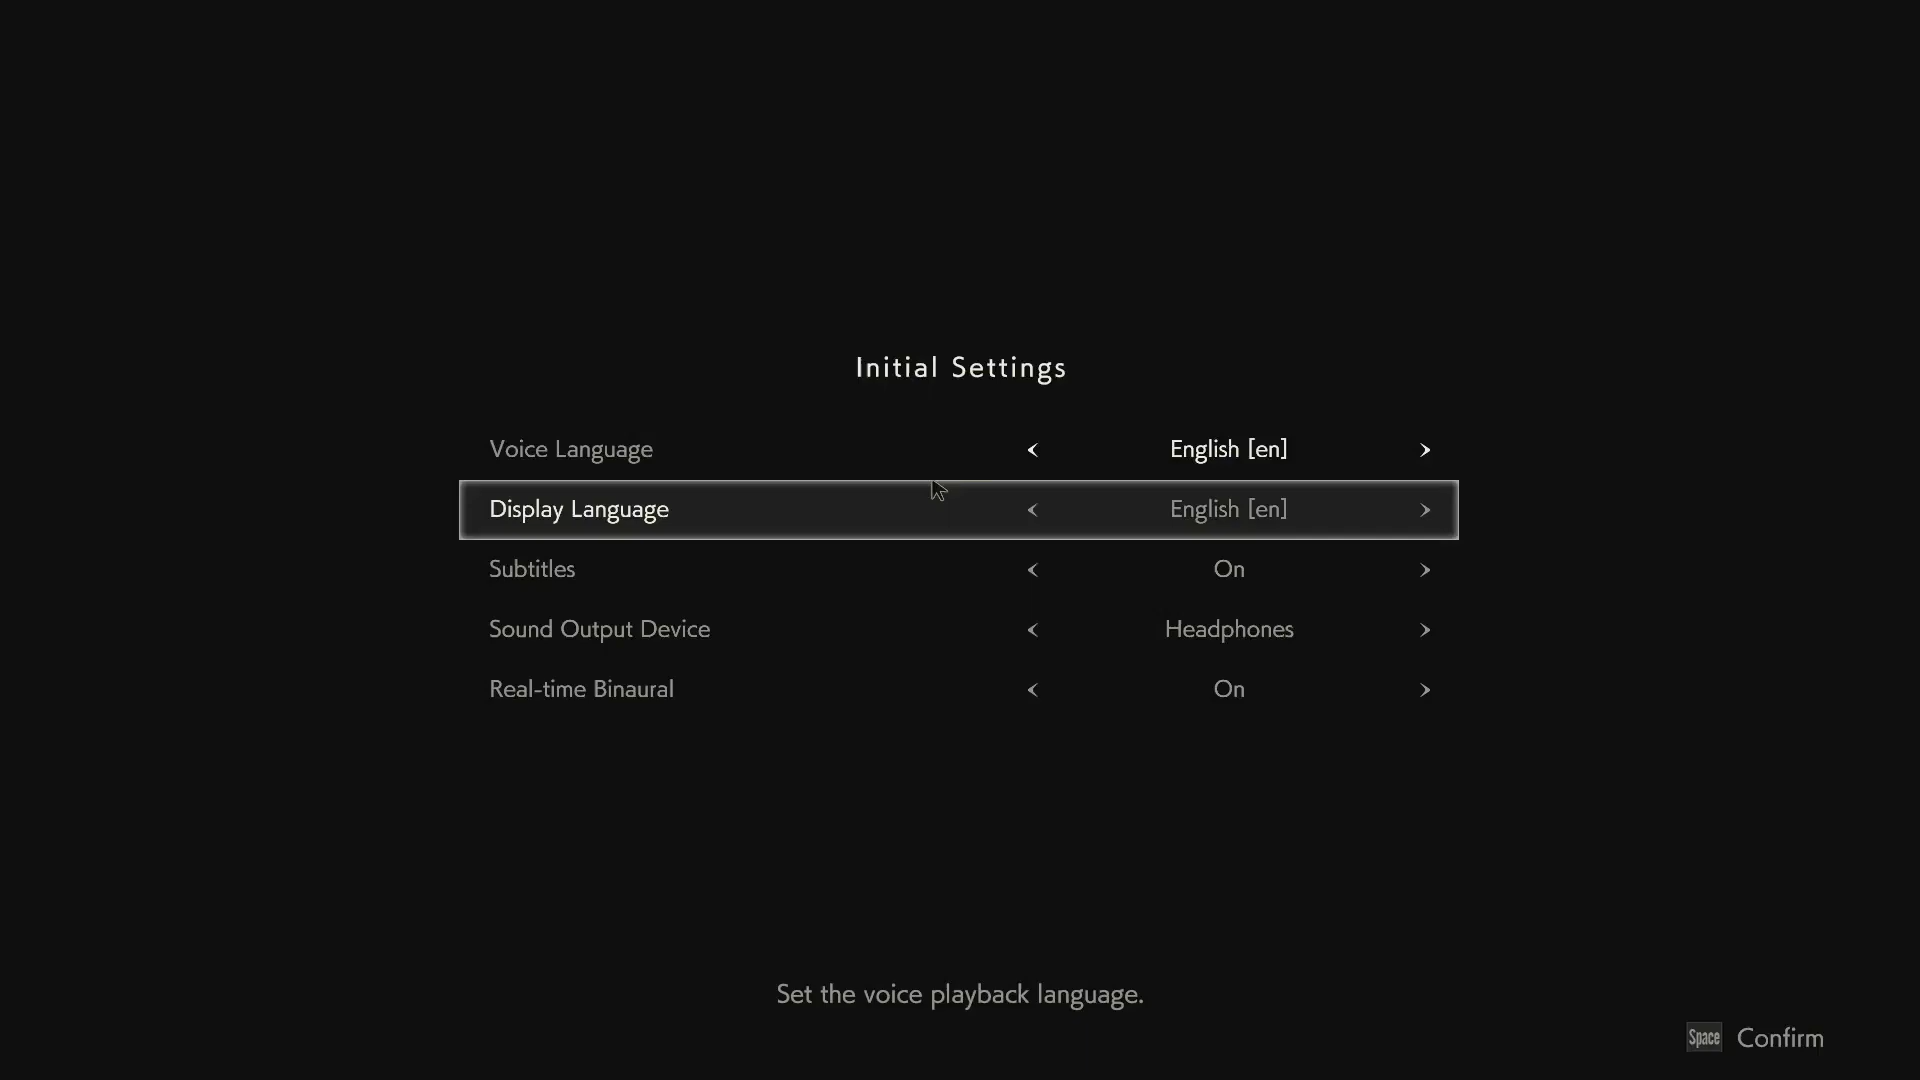 Initial Settings
Voice Language < English [en] >
Display Language < English [en] >
Subtitles < On >
Sound Output Device < Headphones >
Real-time Binaural < On >
Set the voice playback language.
Space Confirm